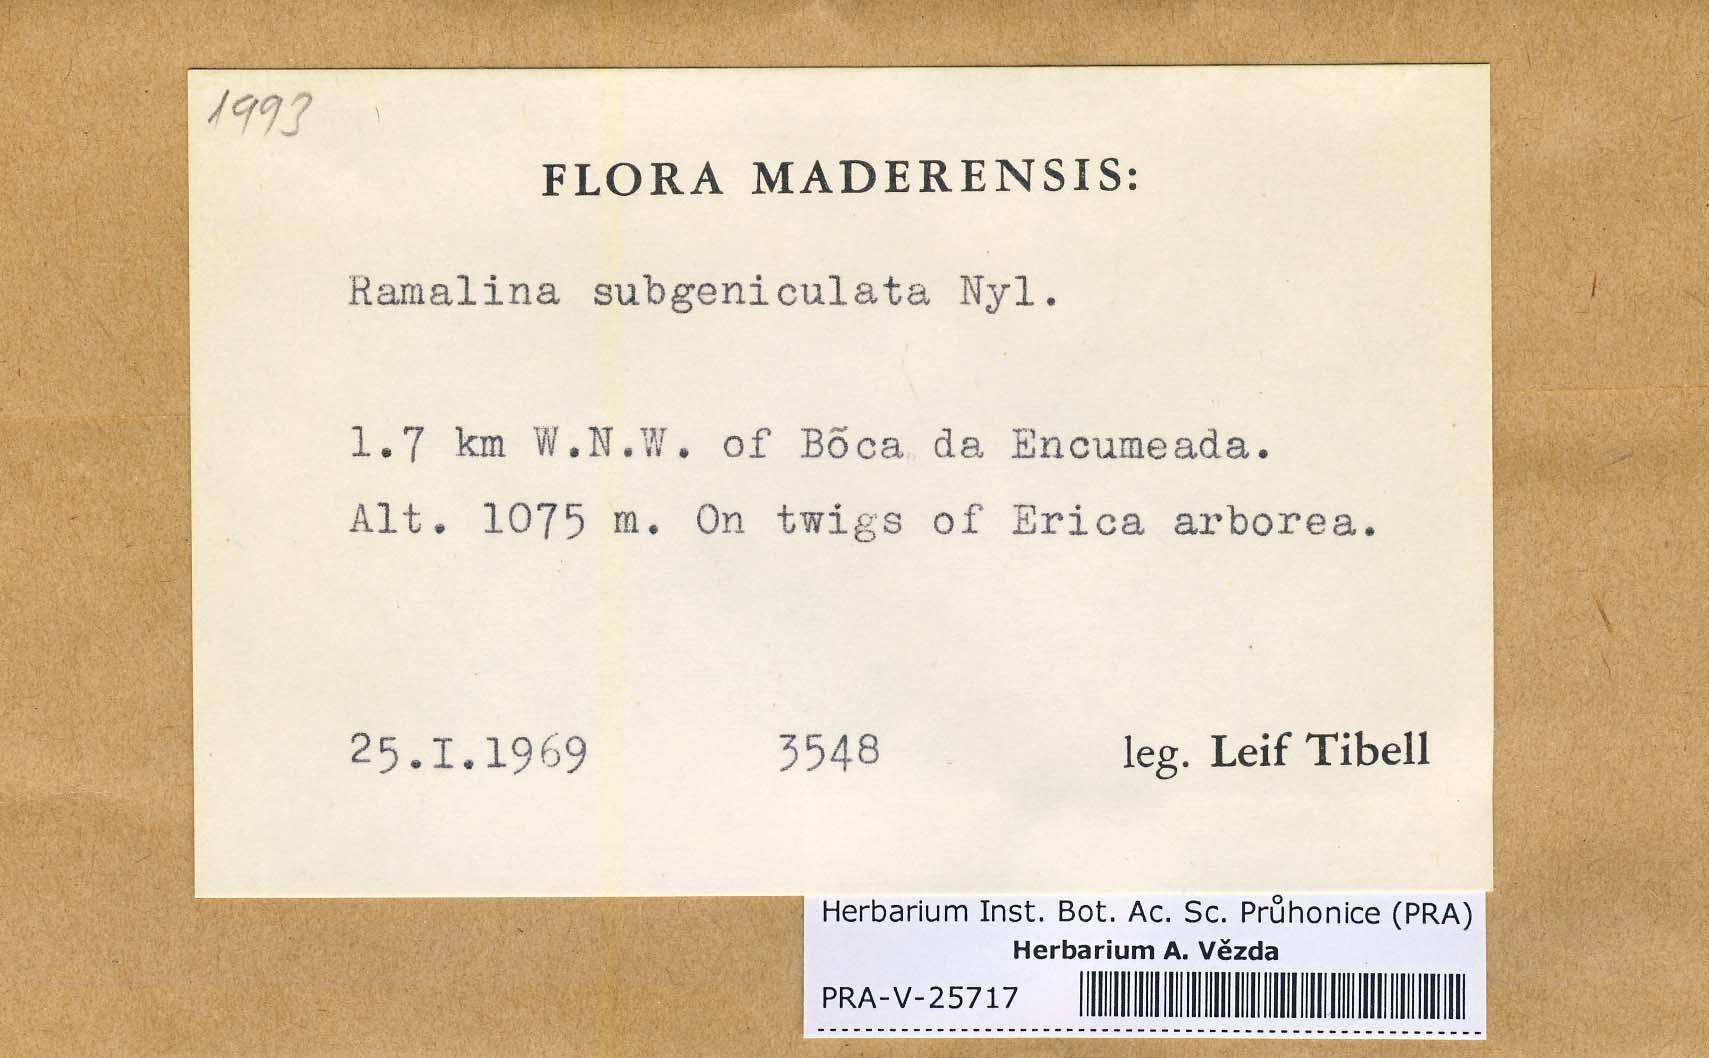 1993
FLORA MADERENSIS:
Ramalina subgeniculata Nyl.
1.7 km W.N.W. of Bõca da Encumeada.
Alt. 1075 m. On twigs of Erica arborea.
25.I.1969 3548 leg. Leif Tibell
Herbarium Inst. Bot. Ac. Sc. Průhonice (PRA)
Herbarium A. Vězda
PRA-V-25717